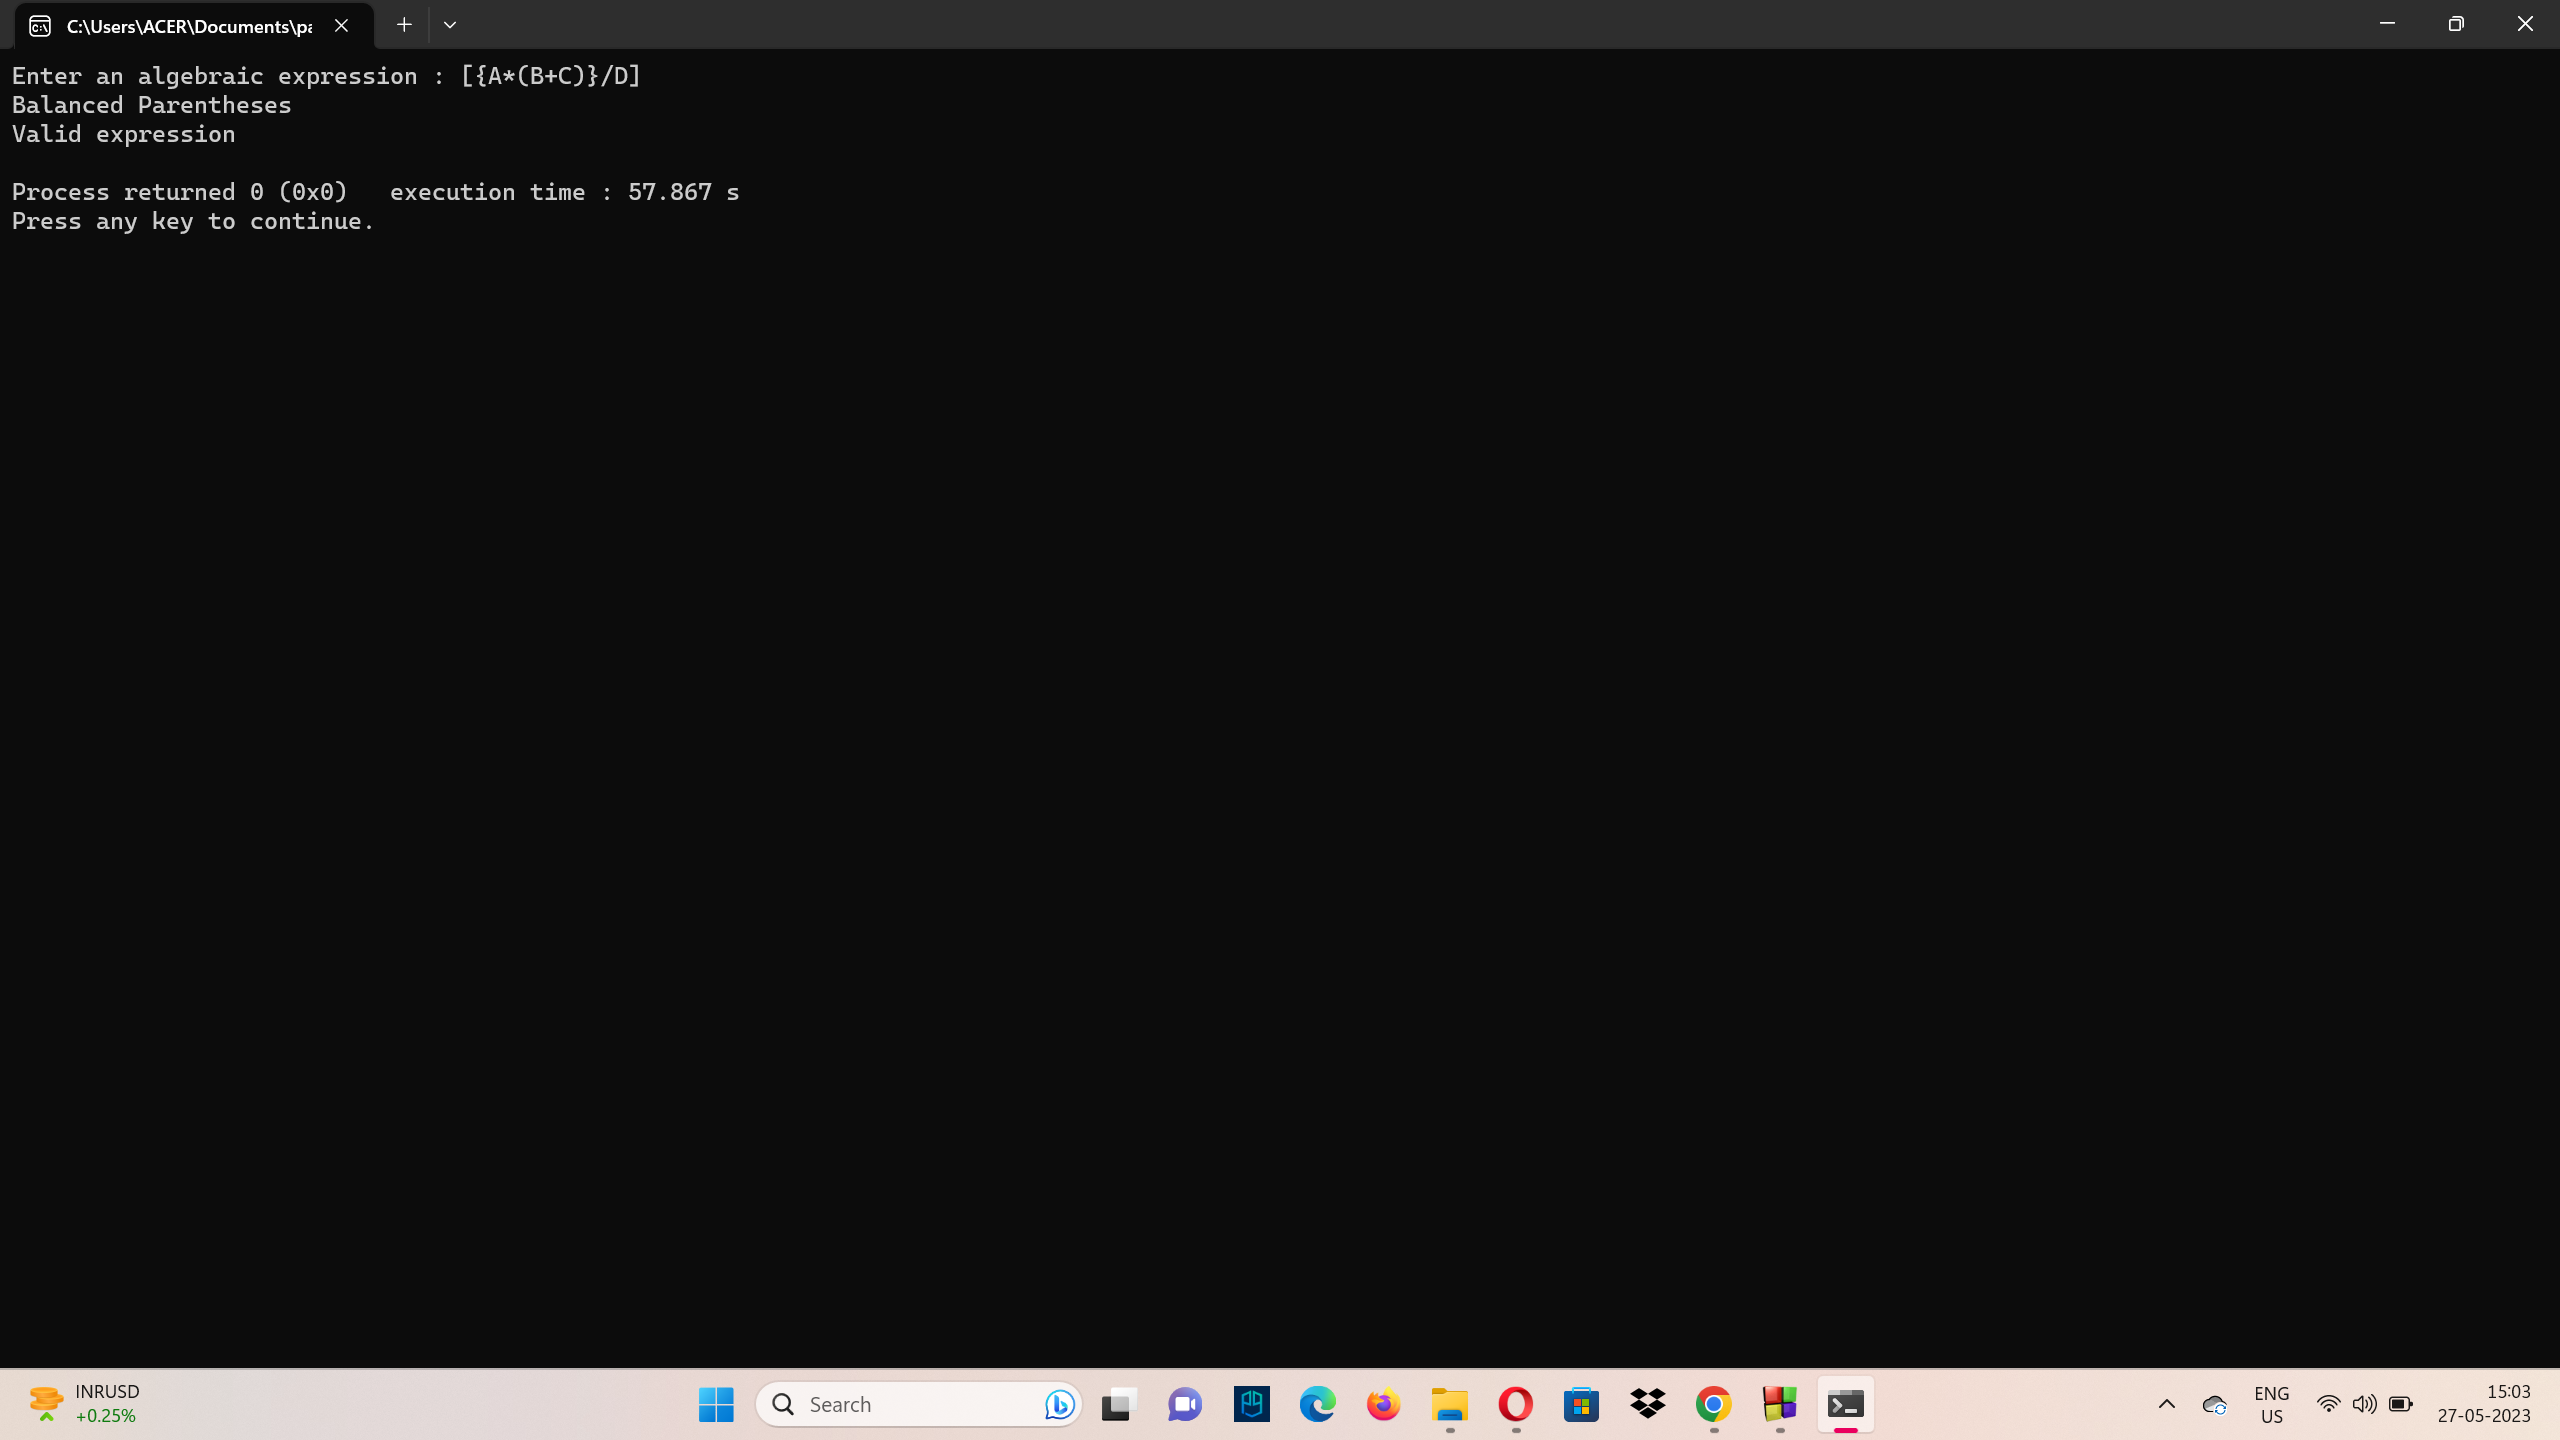 C:\Users\ACER\Documents\pa
Enter an algebraic expression : [{A*(B+C)}/D]
Balanced Parentheses
Valid expression
Process returned 0 (0x0)   execution time : 57.867 s
Press any key to continue.
INRUSD
+0.25%
Search
ENG
US
15:03
27-05-2023